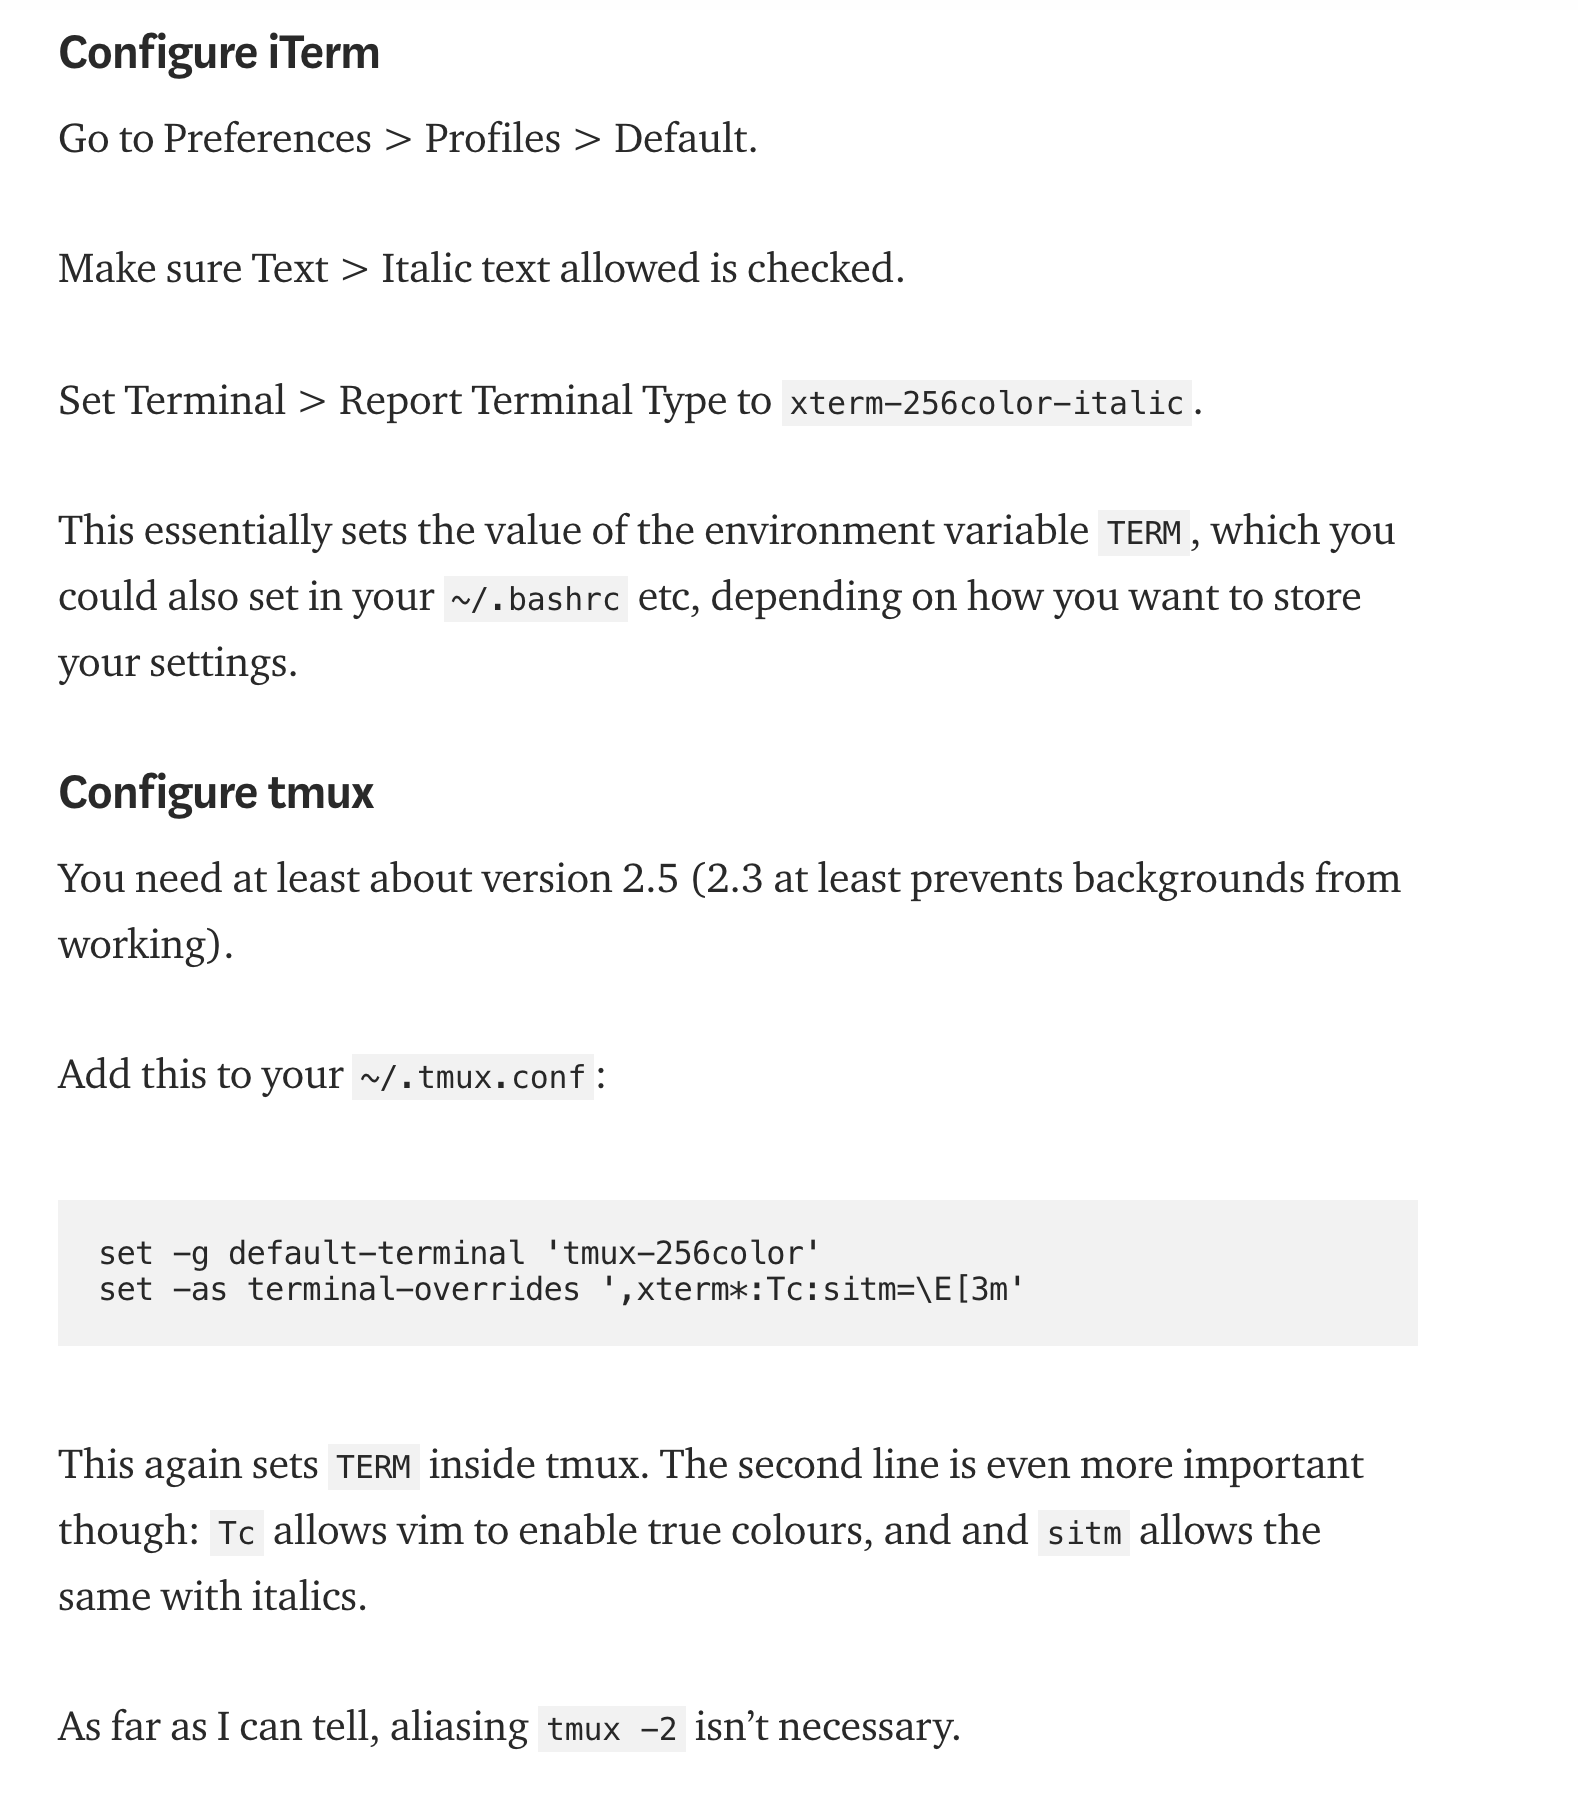 Configure iTerm
Go to Preferences > Profiles > Default.
Make sure Text > Italic text allowed is checked.
Set Terminal > Report Terminal Type to xterm-256color-italic.
This essentially sets the value of the environment variable TERM, which you
could also set in your ~/.bashrc etc, depending on how you want to store
your settings.
Configure tmux
You need at least about version 2.5 (2.3 at least prevents backgrounds from
working).
Add this to your ~/.tmux.conf:
set -g default-terminal 'tmux-256color'
set -as terminal-overrides ',xterm*:Tc:sitm=\E[3m'
This again sets TERM inside tmux. The second line is even more important
though: Tc allows vim to enable true colours, and and sitm allows the
same with italics.
As far as I can tell, aliasing tmux -2 isn’t necessary.